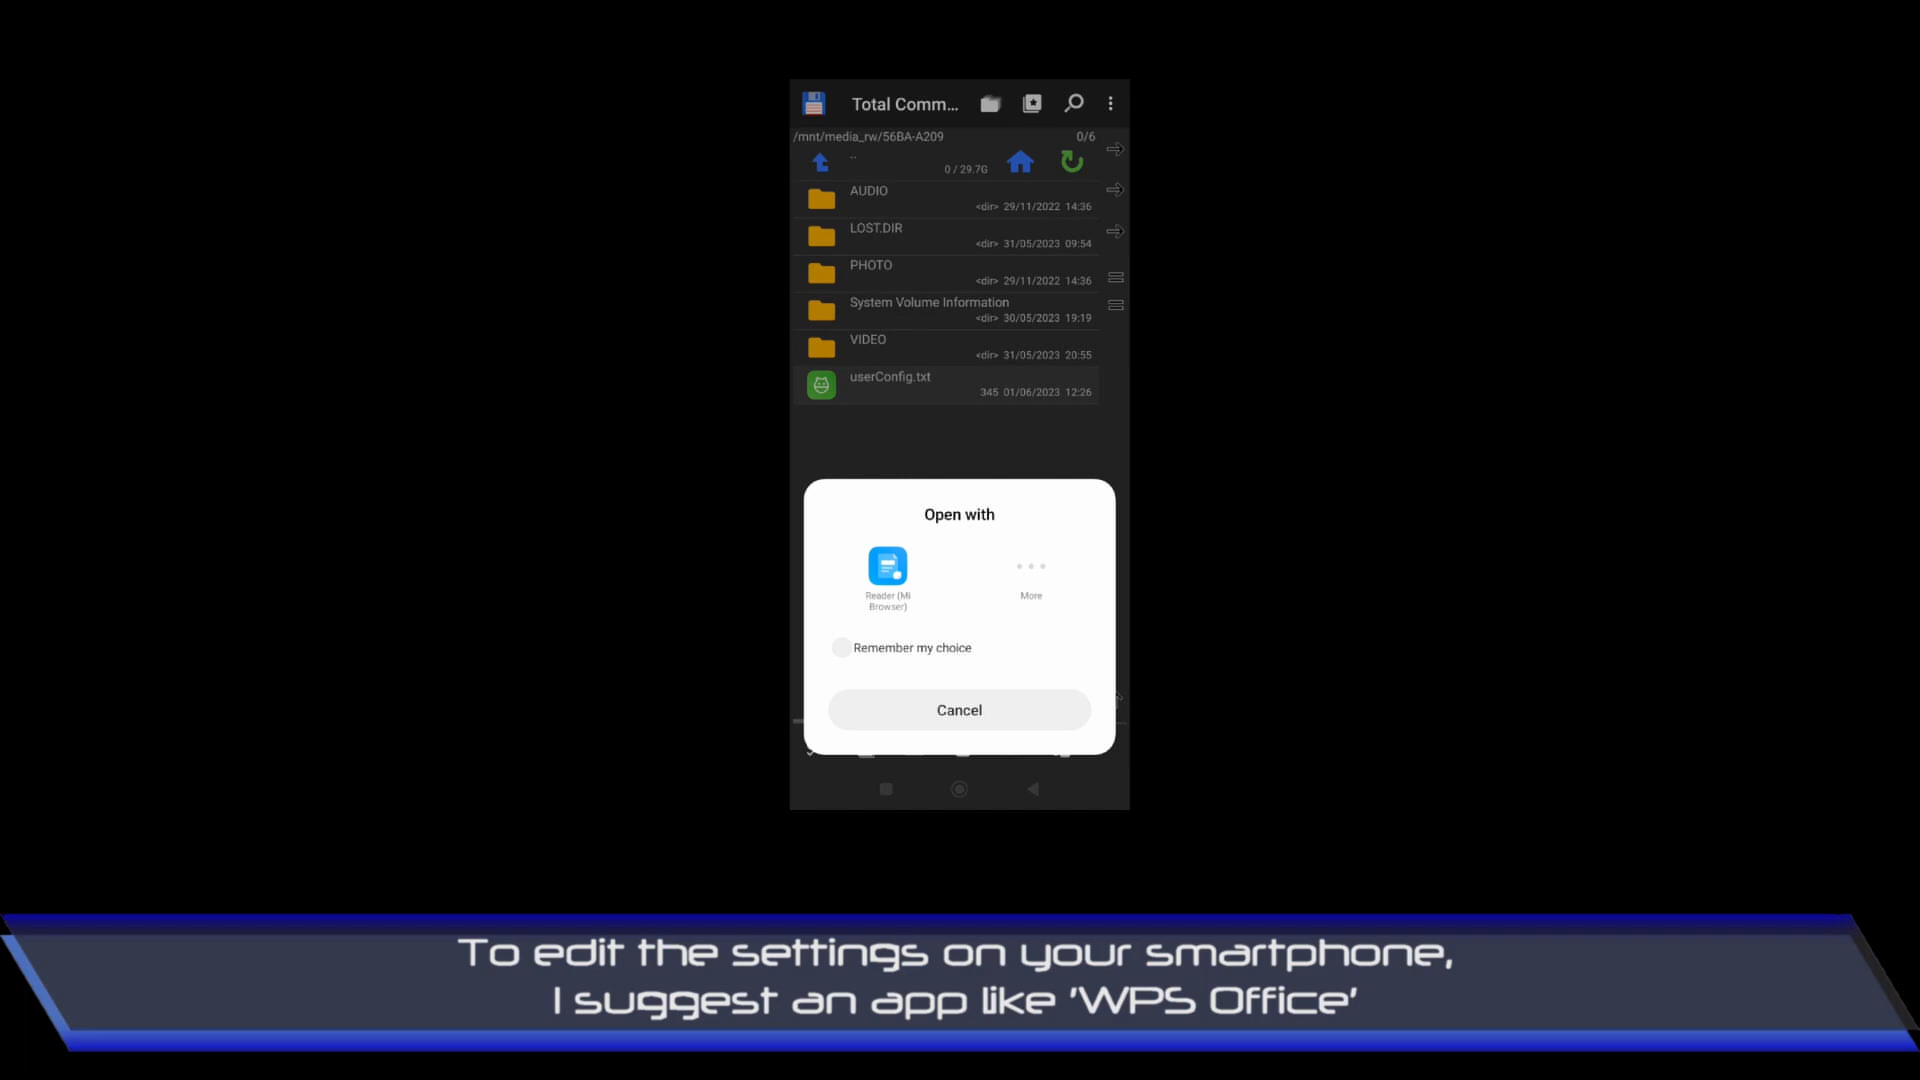 Total Comm...
/mnt/media_rw/56BA-A209 0/6
..
0 / 29.7G
AUDIO
<dir> 29/11/2022 14:36
LOST.DIR
<dir> 31/05/2023 09:54
PHOTO
<dir> 29/11/2022 14:36
System Volume Information
<dir> 30/05/2023 19:19
VIDEO
<dir> 31/05/2023 20:55
userConfig.txt
345 01/06/2023 12:26
Open with
Reader (Mi
Browser)
More
Remember my choice
Cancel
To edit the settings on your smartphone,
I suggest an app like 'WPS Office'